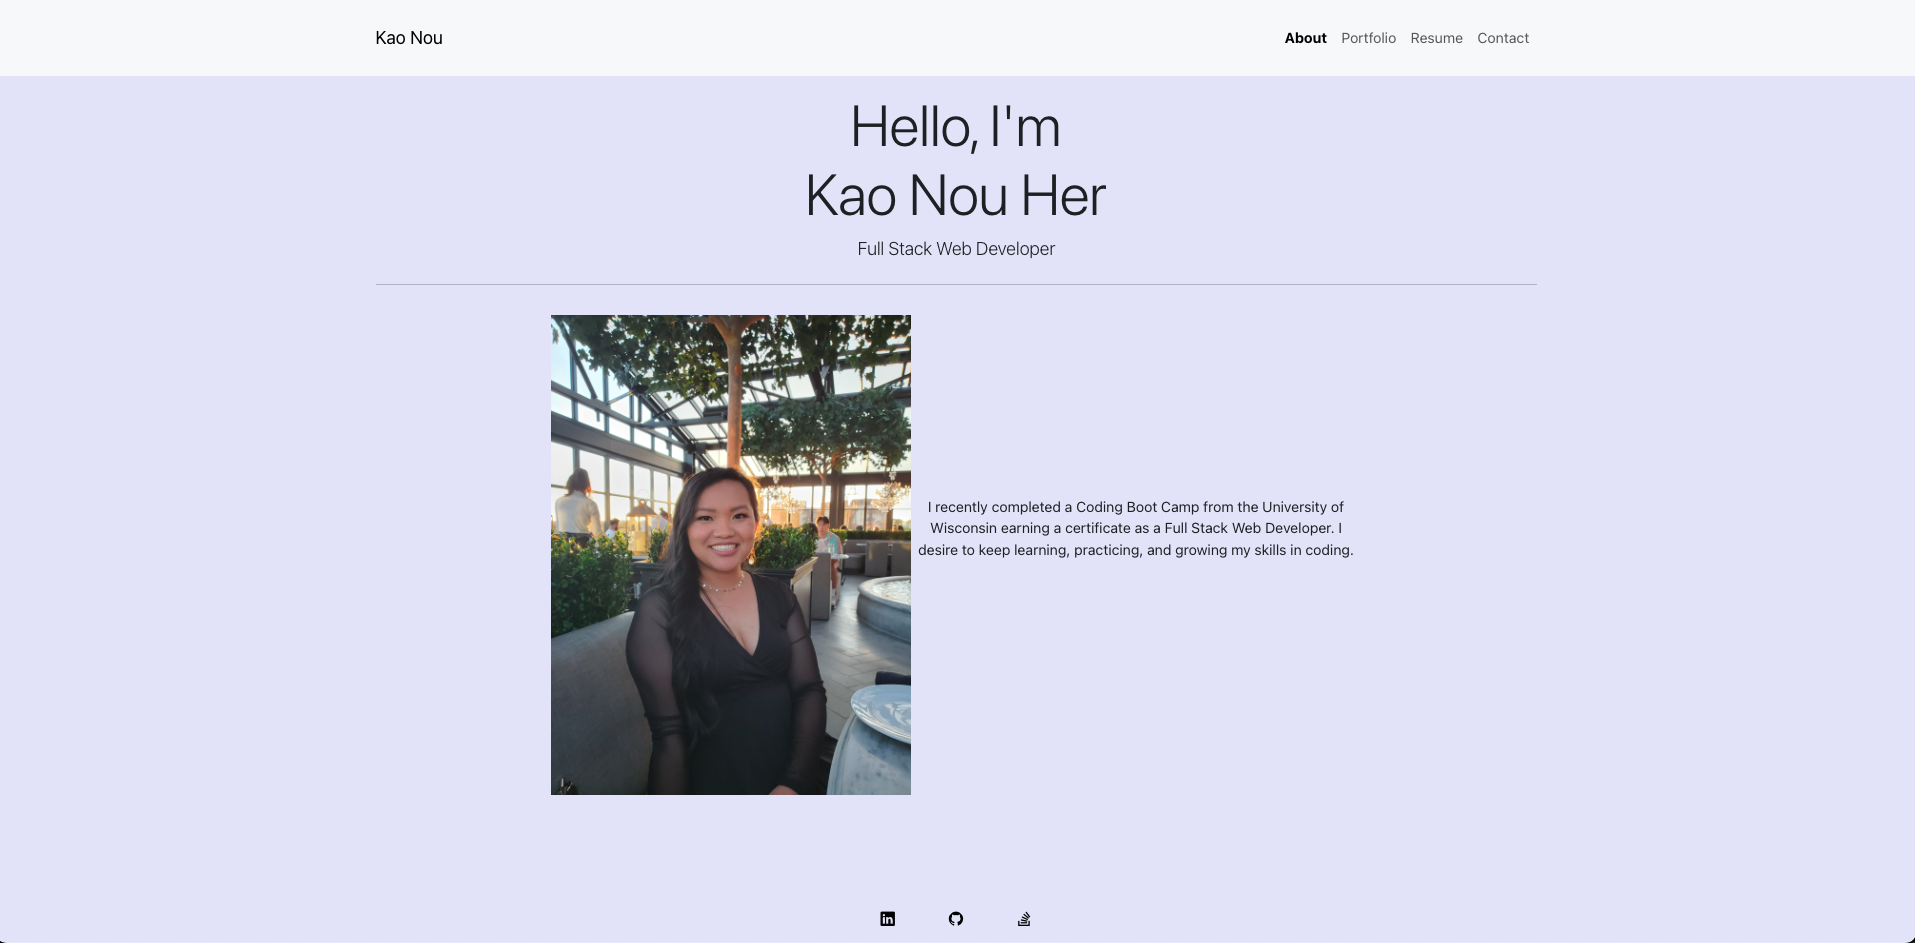 Kao Nou
About Portfolio Resume Contact
Hello, I'm
Kao Nou Her
Full Stack Web Developer
I recently completed a Coding Boot Camp from the University of
Wisconsin earning a certificate as a Full Stack Web Developer. I
desire to keep learning, practicing, and growing my skills in coding.
in